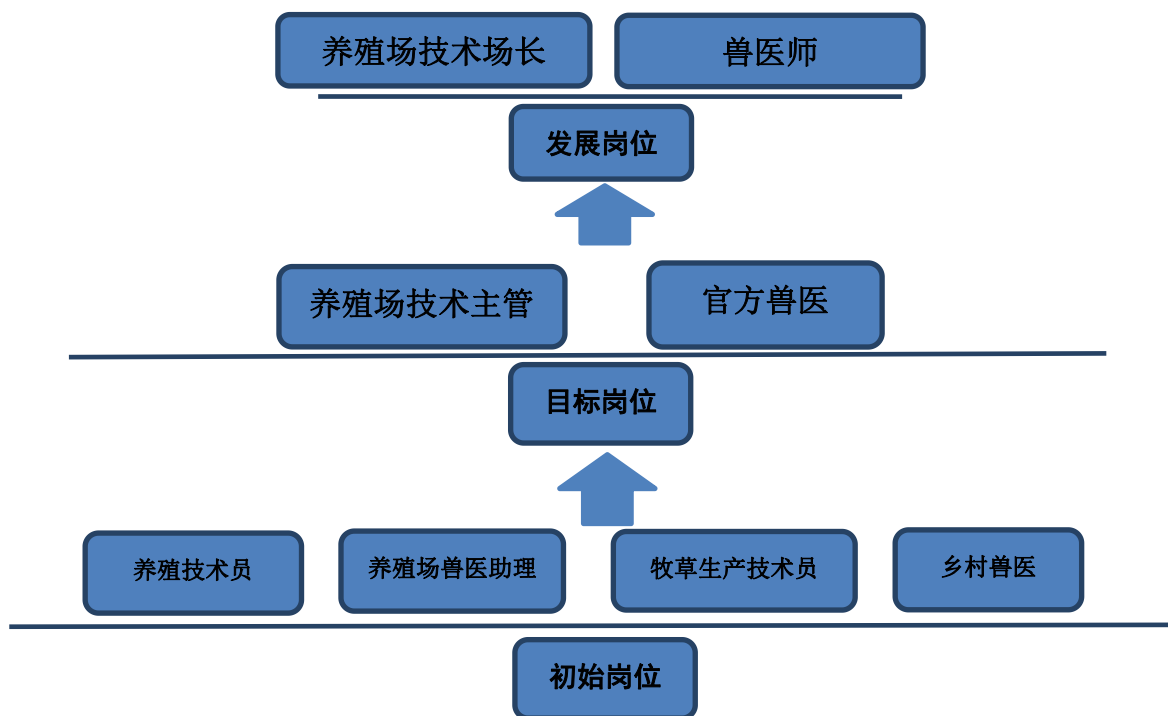 养殖场技术场长
兽医师
发展岗位
养殖场技术主管
官方兽医
目标岗位
养殖技术员
养殖场兽医助理
牧草生产技术员
乡村兽医
初始岗位